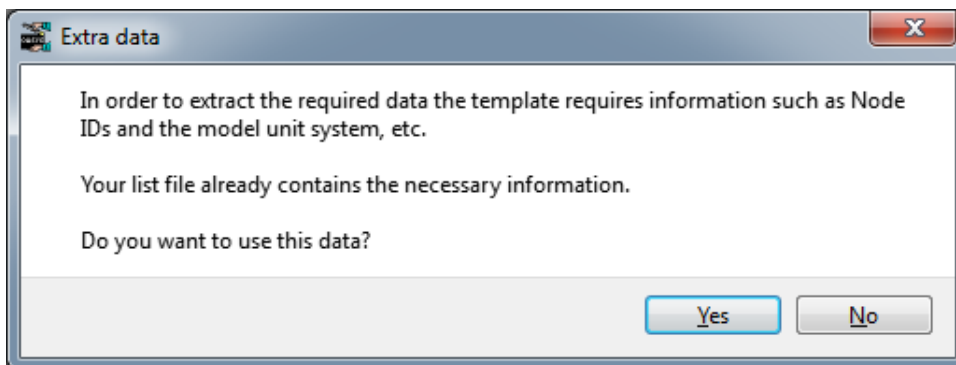 Extra data
In order to extract the required data the template requires information such as Node
IDs and the model unit system, etc.
Your list file already contains the necessary information.
Do you want to use this data?
Yes
No